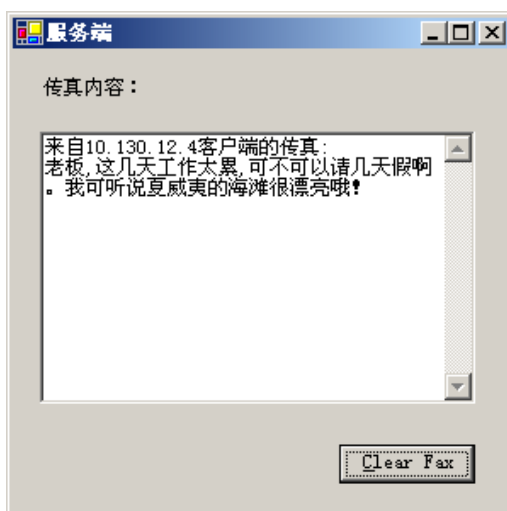 服务端
传真内容：
来自10.130.12.4客户端的传真:
老板,这几天工作太累,可不可以请几天假啊
。我可听说夏威夷的海滩很漂亮哦!
Clear Fax